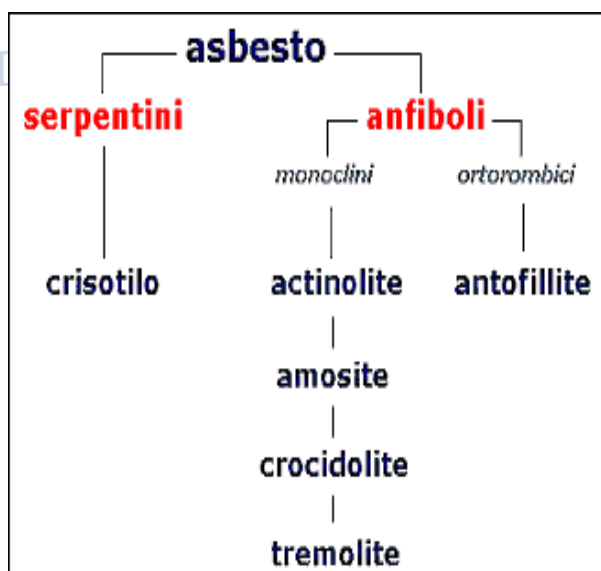 asbesto
serpentini anfiboli
monoclini ortorombici
crisotilo actinolite antofillite
amosite
crocidolite
tremolite